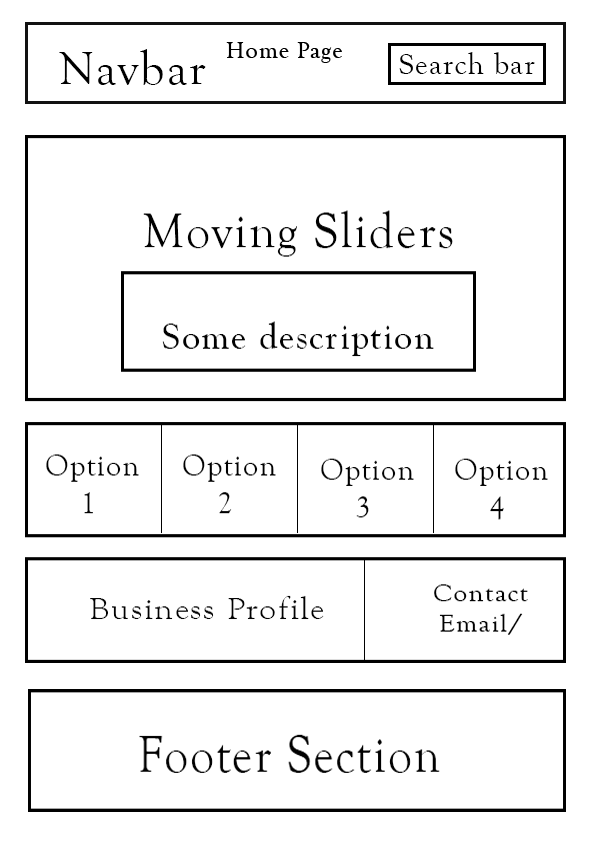 Navbar Home Page Search bar
Moving Sliders
Some description
Option
1
Option
2
Option
3
Option
4
Business Profile
Contact
Email/
Footer Section